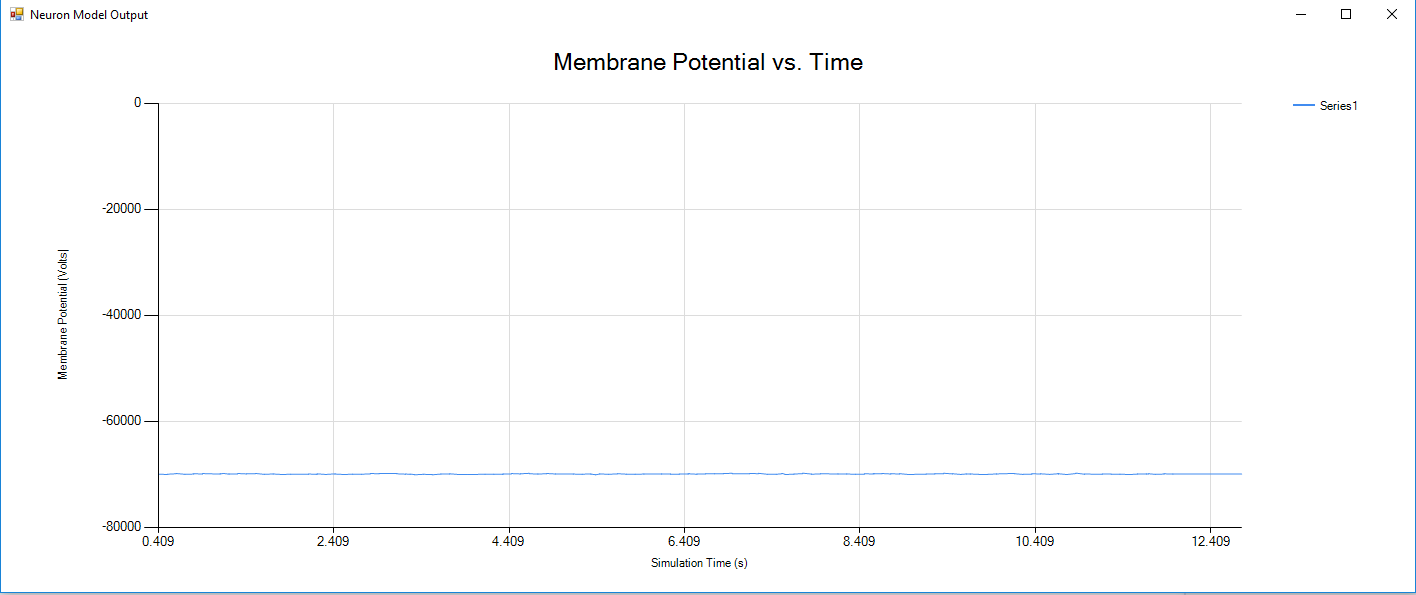 Neuron Model Output
Membrane Potential vs. Time
0
Series1
-20000
-40000
-60000
-80000
Membrane Potential (Volts|
0.409 2.409 4.409 6.409 8.409 10.409 12.409
Simulation Time (s)